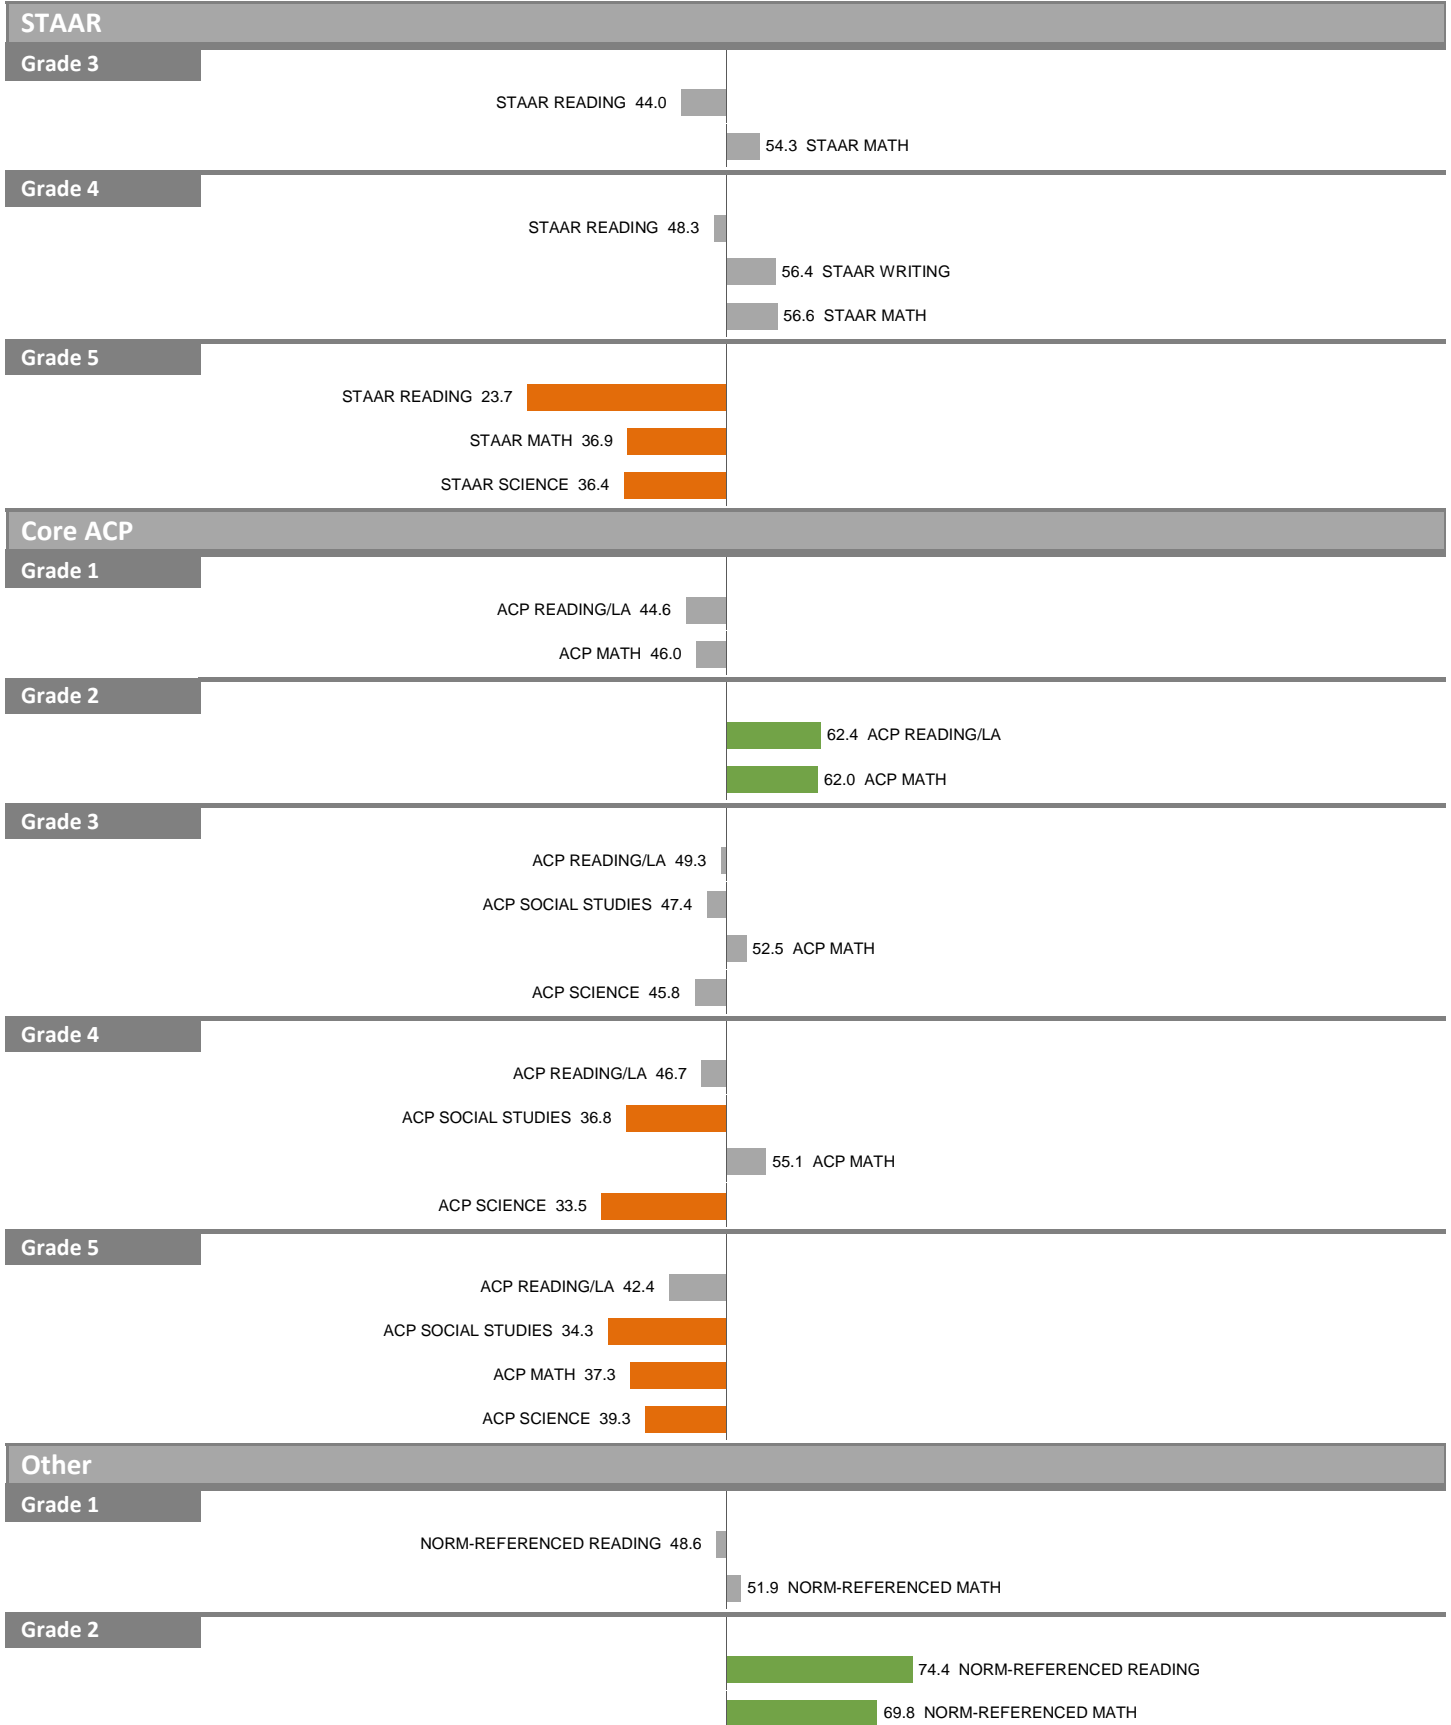 STAAR
Grade 3
STAAR READING 44.0
54.3 STAAR MATH
Grade 4
STAAR READING 48.3
56.4 STAAR WRITING
56.6 STAAR MATH
Grade 5
STAAR READING 23.7
STAAR MATH 36.9
STAAR SCIENCE 36.4
Core ACP
Grade 1
ACP READING/LA 44.6
ACP MATH 46.0
Grade 2
62.4 ACP READING/LA
62.0 ACP MATH
Grade 3
ACP READING/LA 49.3
ACP SOCIAL STUDIES 47.4
52.5 ACP MATH
ACP SCIENCE 45.8
Grade 4
ACP READING/LA 46.7
ACP SOCIAL STUDIES 36.8
55.1 ACP MATH
ACP SCIENCE 33.5
Grade 5
ACP READING/LA 42.4
ACP SOCIAL STUDIES 34.3
ACP MATH 37.3
ACP SCIENCE 39.3
Other
Grade 1
NORM-REFERENCED READING 48.6
51.9 NORM-REFERENCED MATH
Grade 2
74.4 NORM-REFERENCED READING
69.8 NORM-REFERENCED MATH